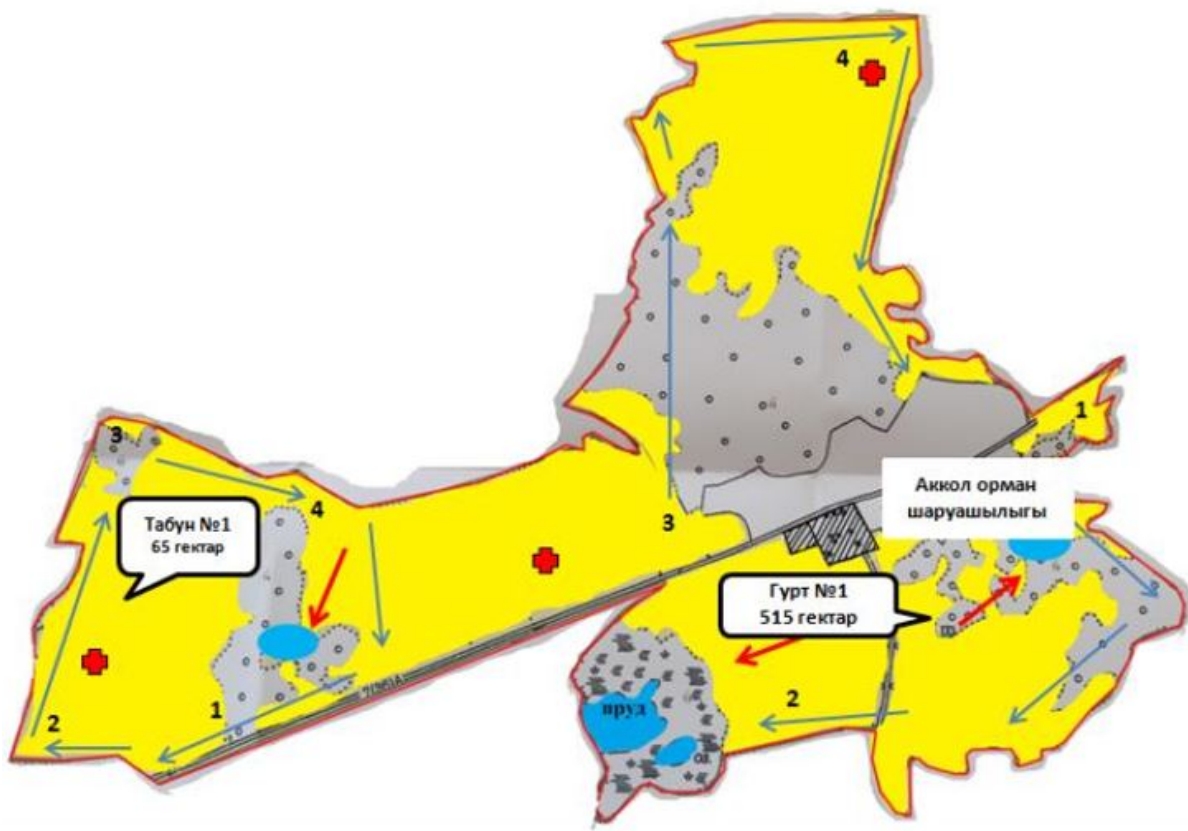 4
1
3
4
Табун №1
65 гектар
Аккол орман
шаруашылыгы
3
Гурт №1
515 гектар
2
1
2
пруд